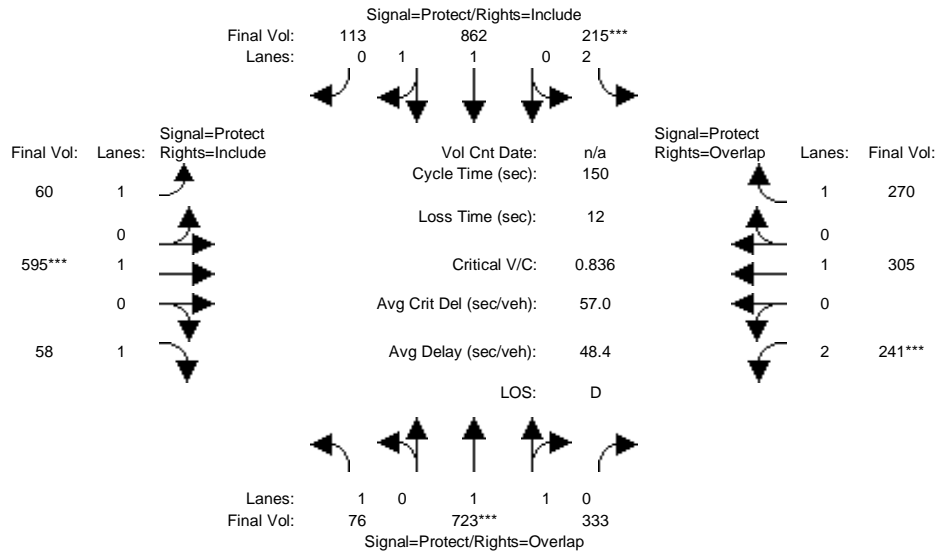 Signal=Protect/Rights=Include
Final Vol: 113 862 215***
Lanes: 0 1 1 0 2
Signal=Protect
Final Vol: Lanes: Rights=Include
Vol Cnt Date: n/a
Signal=Protect
Rights=Overlap Lanes: Final Vol:
Cycle Time (sec): 150
60 1
1 270
Loss Time (sec): 12
0
0
595*** 1
Critical V/C: 0.836
1 305
0
Avg Crit Del (sec/veh): 57.0
0
58 1
Avg Delay (sec/veh): 48.4
2 241***
LOS: D
Lanes: 1 0 1 1 0
Final Vol: 76 723*** 333
Signal=Protect/Rights=Overlap